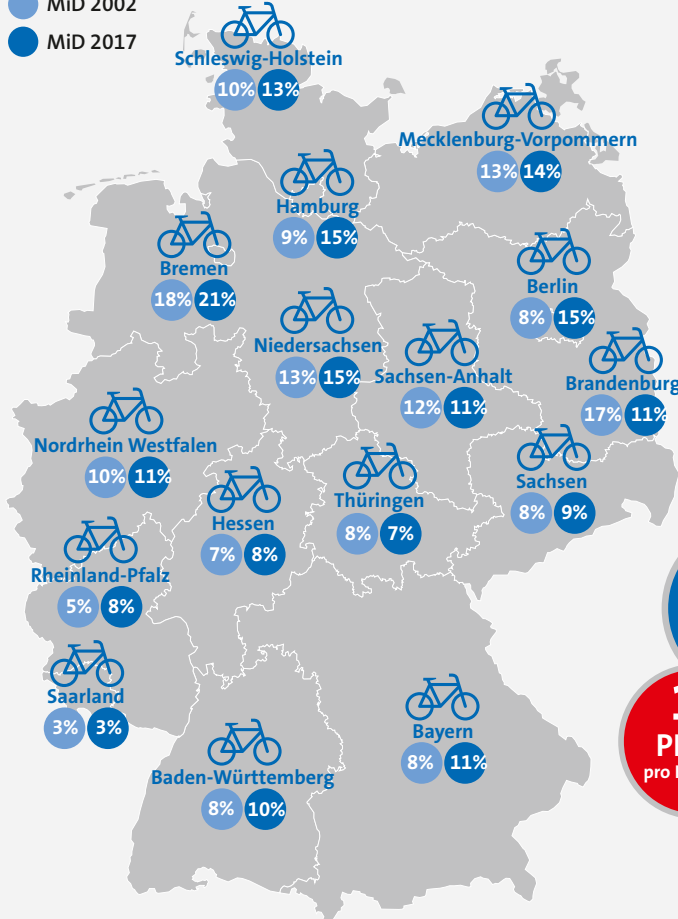 MiD 2002
MiD 2017
Schleswig-Holstein
10% 13%
Mecklenburg-Vorpommern
13% 14%
Hamburg
9% 15%
Bremen
18% 21%
Berlin
8% 15%
Niedersachsen
13% 15%
Sachsen-Anhalt
12% 11%
Brandenburg
17% 11%
Nordrhein Westfalen
10% 11%
Sachsen
8% 9%
Thüringen
8% 7%
Hessen
7% 8%
Rheinland-Pfalz
5% 8%
Saarland
3% 3%
Bayern
8% 11%
Baden-Württemberg
8% 10%
pro